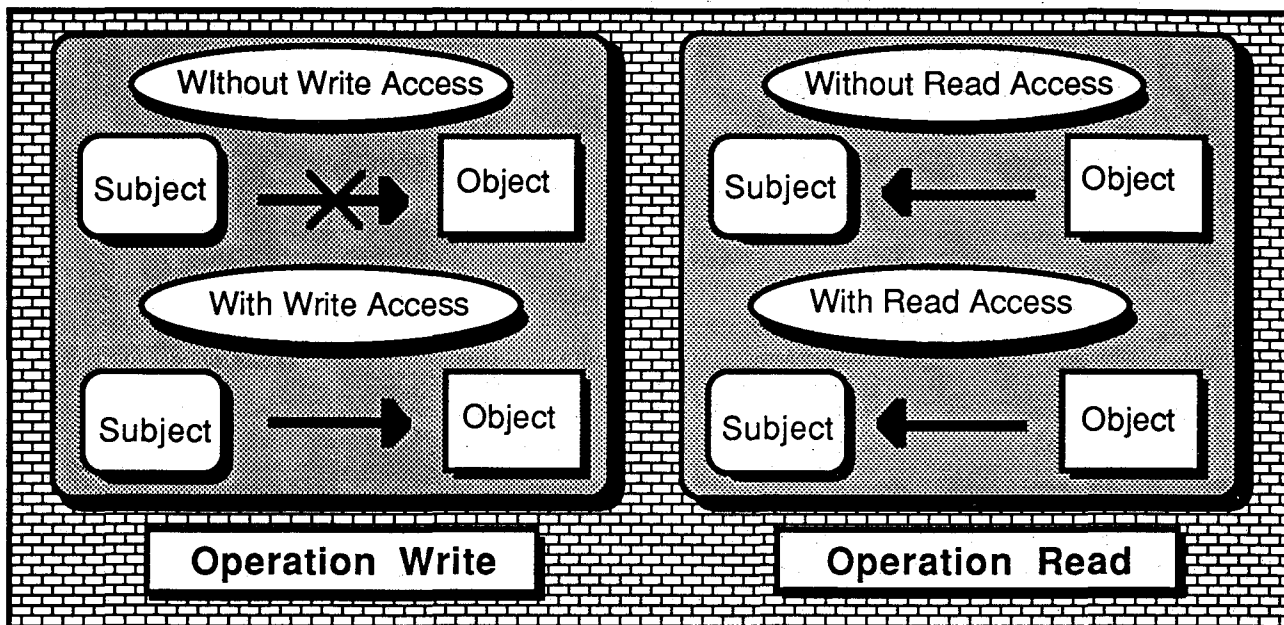 WIthout Write Access
Subject
Object
With Write Access
Subject
Object
Operation Write
Without Read Access
Subject
Object
With Read Access
Subject
Object
Operation Read